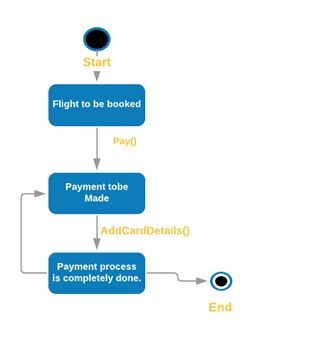 Start
Flight to be booked
Pay()
Payment tobe
Made
AddCardDetails()
Payment process
is completely done.
End